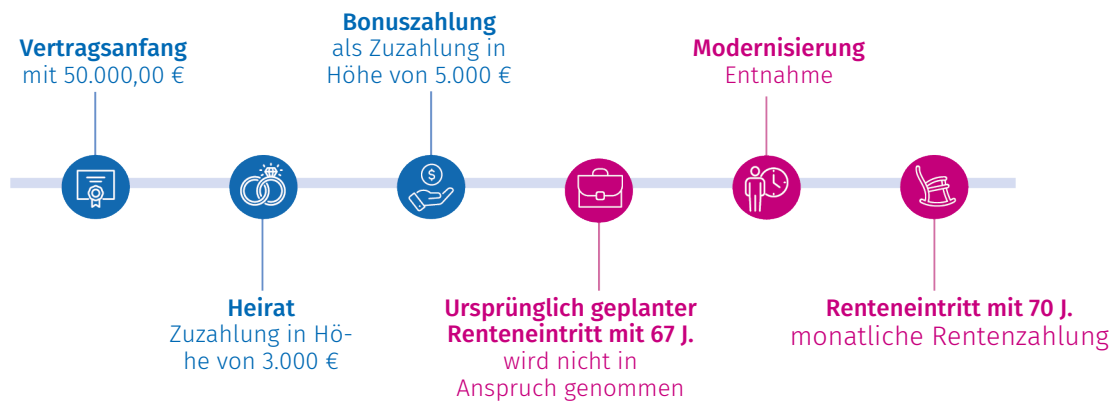 Vertragsanfang
mit 50.000,00 €
Heirat
Zuzahlung in Hö-
he von 3.000 €
Bonuszahlung
als Zuzahlung in
Höhe von 5.000 €
$
Ursprünglich geplanter
Renteneintritt mit 67 J.
wird nicht in
Anspruch genommen
Modernisierung
Entnahme
Renteneintritt mit 70 J.
monatliche Rentenzahlung